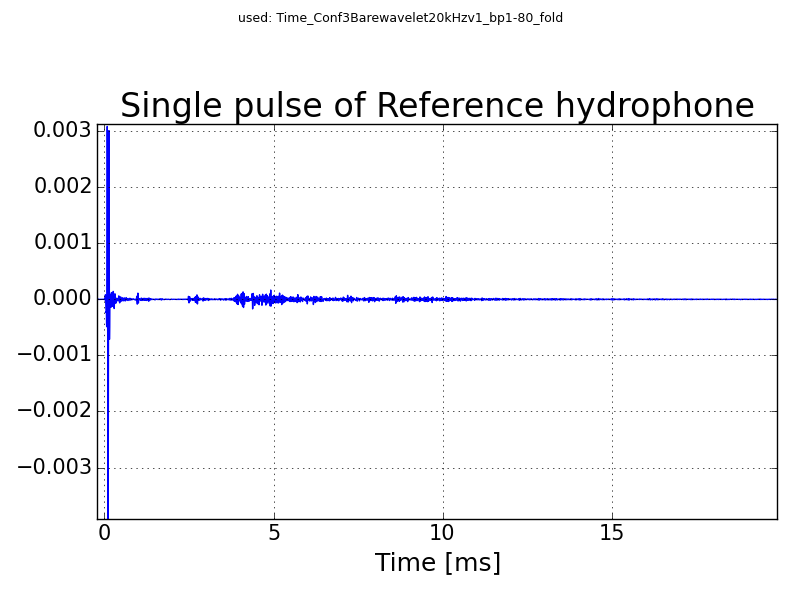 used: Time_Conf3Barewavelet20kHzv1_bp1-80_fold
Single pulse of Reference hydrophone
0.003
0.002
0.001
0.000
−0.001
−0.002
−0.003
0 5 10 15
Time [ms]